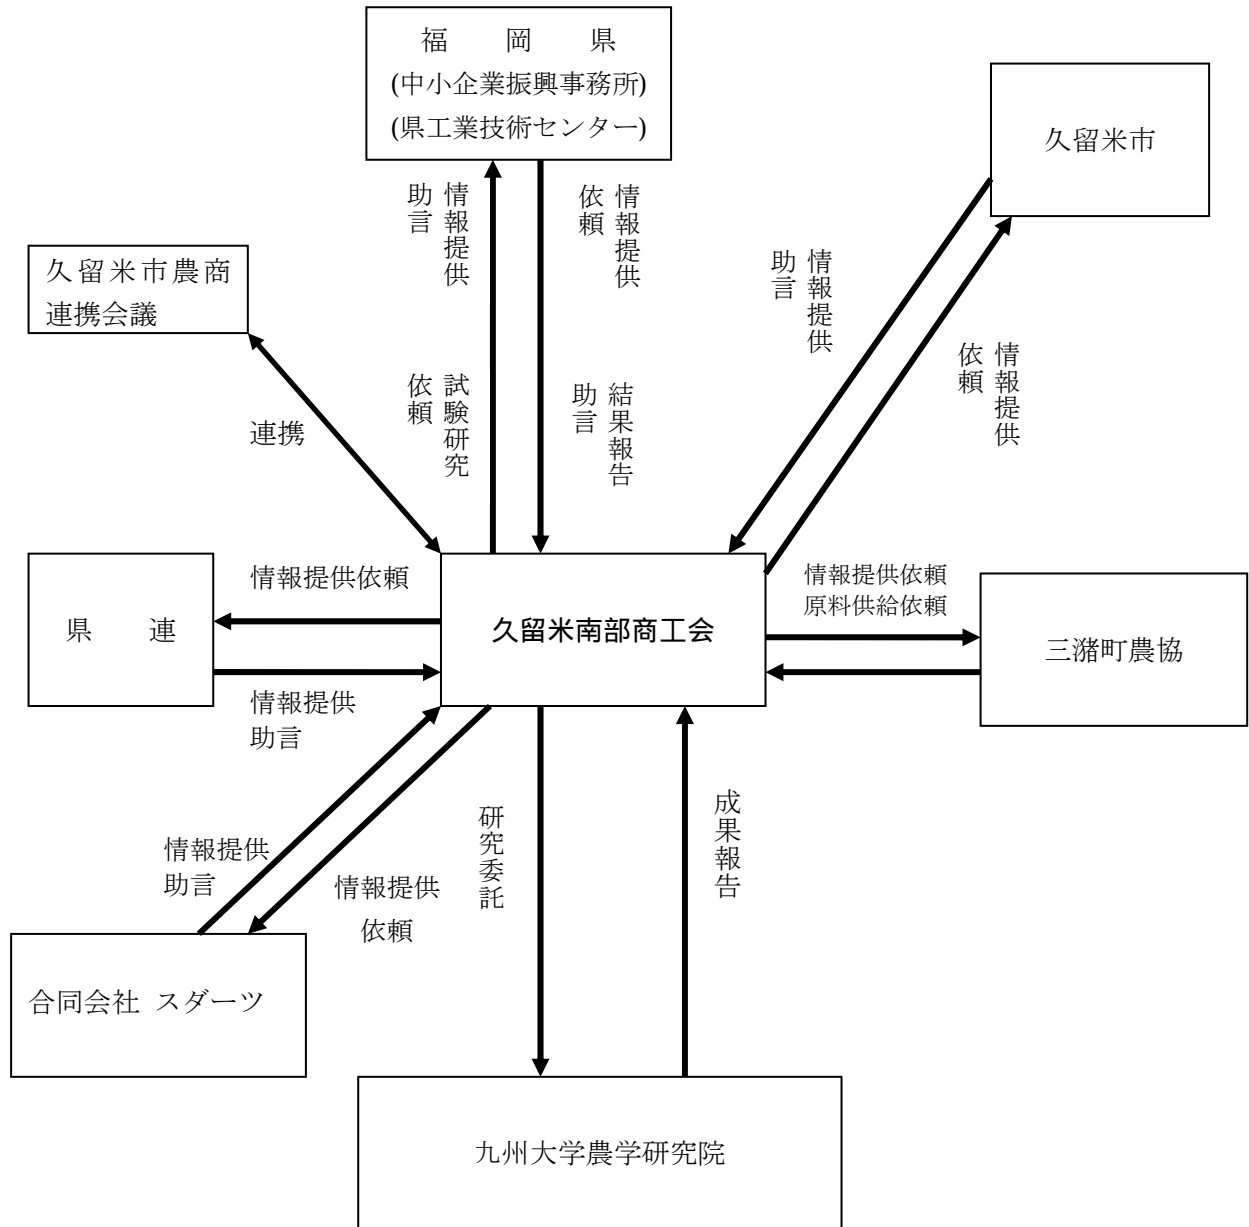 福岡県
(中小企業振興事務所)
(県工業技術センター)
久留米市
情報提供
助言
情報提供
依頼
久留米市農商
連携会議
情報提供
助言
情報提供
依頼
連携
試験研究
依頼
結果報告
助言
県連
情報提供依頼
情報提供
助言
久留米南部商工会
情報提供依頼
原料供給依頼
三潴町農協
情報提供
助言
情報提供
依頼
研究委託
成果報告
合同会社 スダーツ
九州大学農学研究院